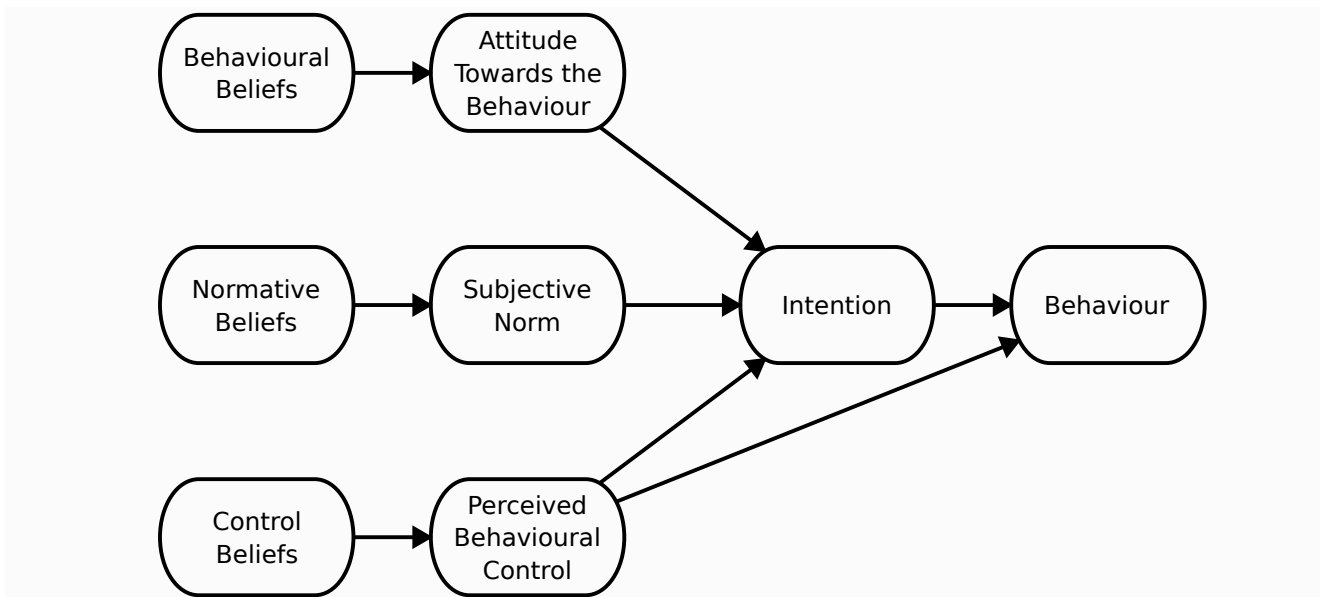 Behavioural
Beliefs
Attitude
Towards the
Behaviour
Normative
Beliefs
Subjective
Norm
Intention
Behaviour
Control
Beliefs
Perceived
Behavioural
Control